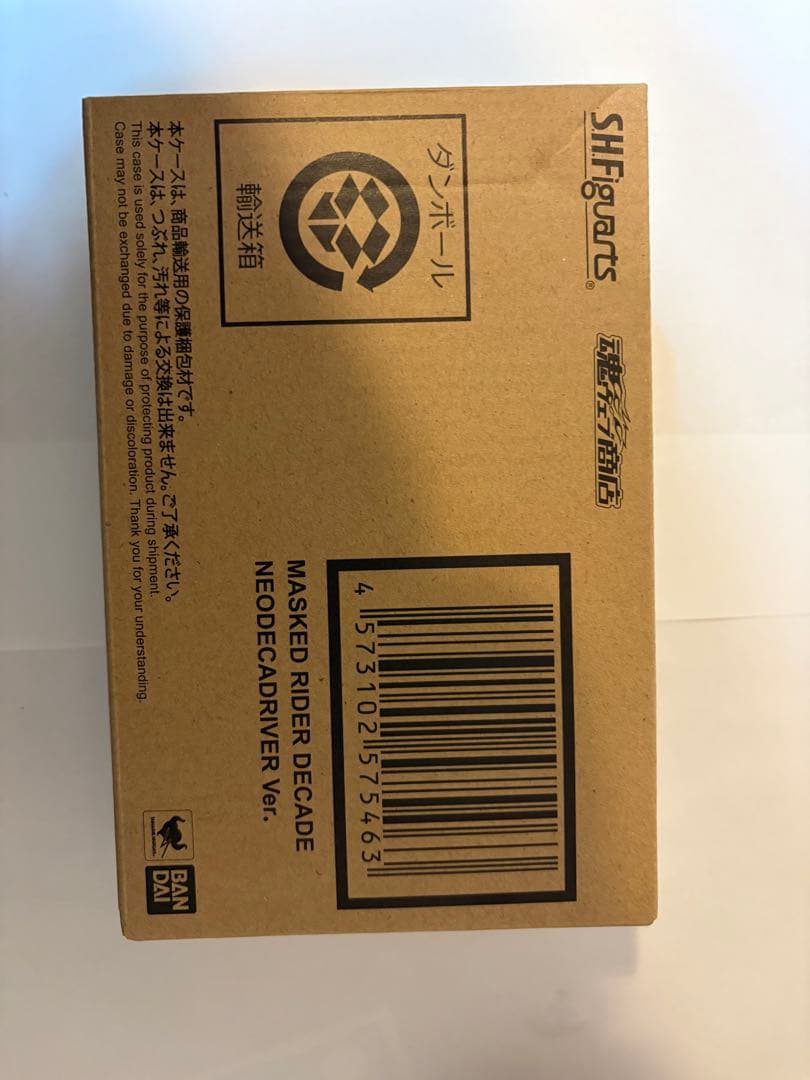 S.H.Figuarts®
魂ウェブ商店
ダンボール
輸送箱
4 573102 575463
MASKED RIDER DECADE
NEODECADRIVER Ver.
本ケースは、商品輸送用の保護梱包材です。
本ケースは、つぶれ、汚れ等による交換は出来ません。ご了承ください。
This case is used solely for the purpose of protecting product during shipment.
Case may not be exchanged due to damage or discoloration. Thank you for your understanding.
BAN
DAI